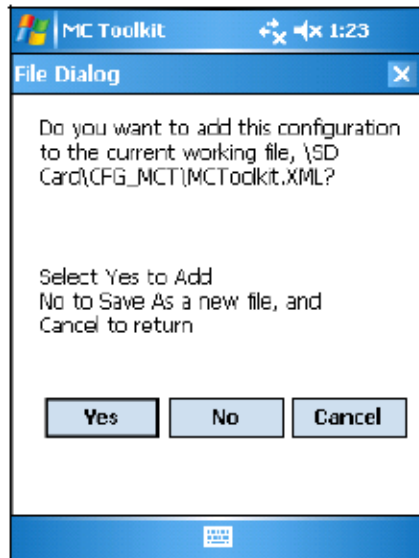 MC Toolkit 1:23
File Dialog
Do you want to add this configuration
to the current working file, \SD
Card\CFG_MCT\MCToolkit.XML?
Select Yes to Add
No to Save As a new file, and
Cancel to return
Yes No Cancel